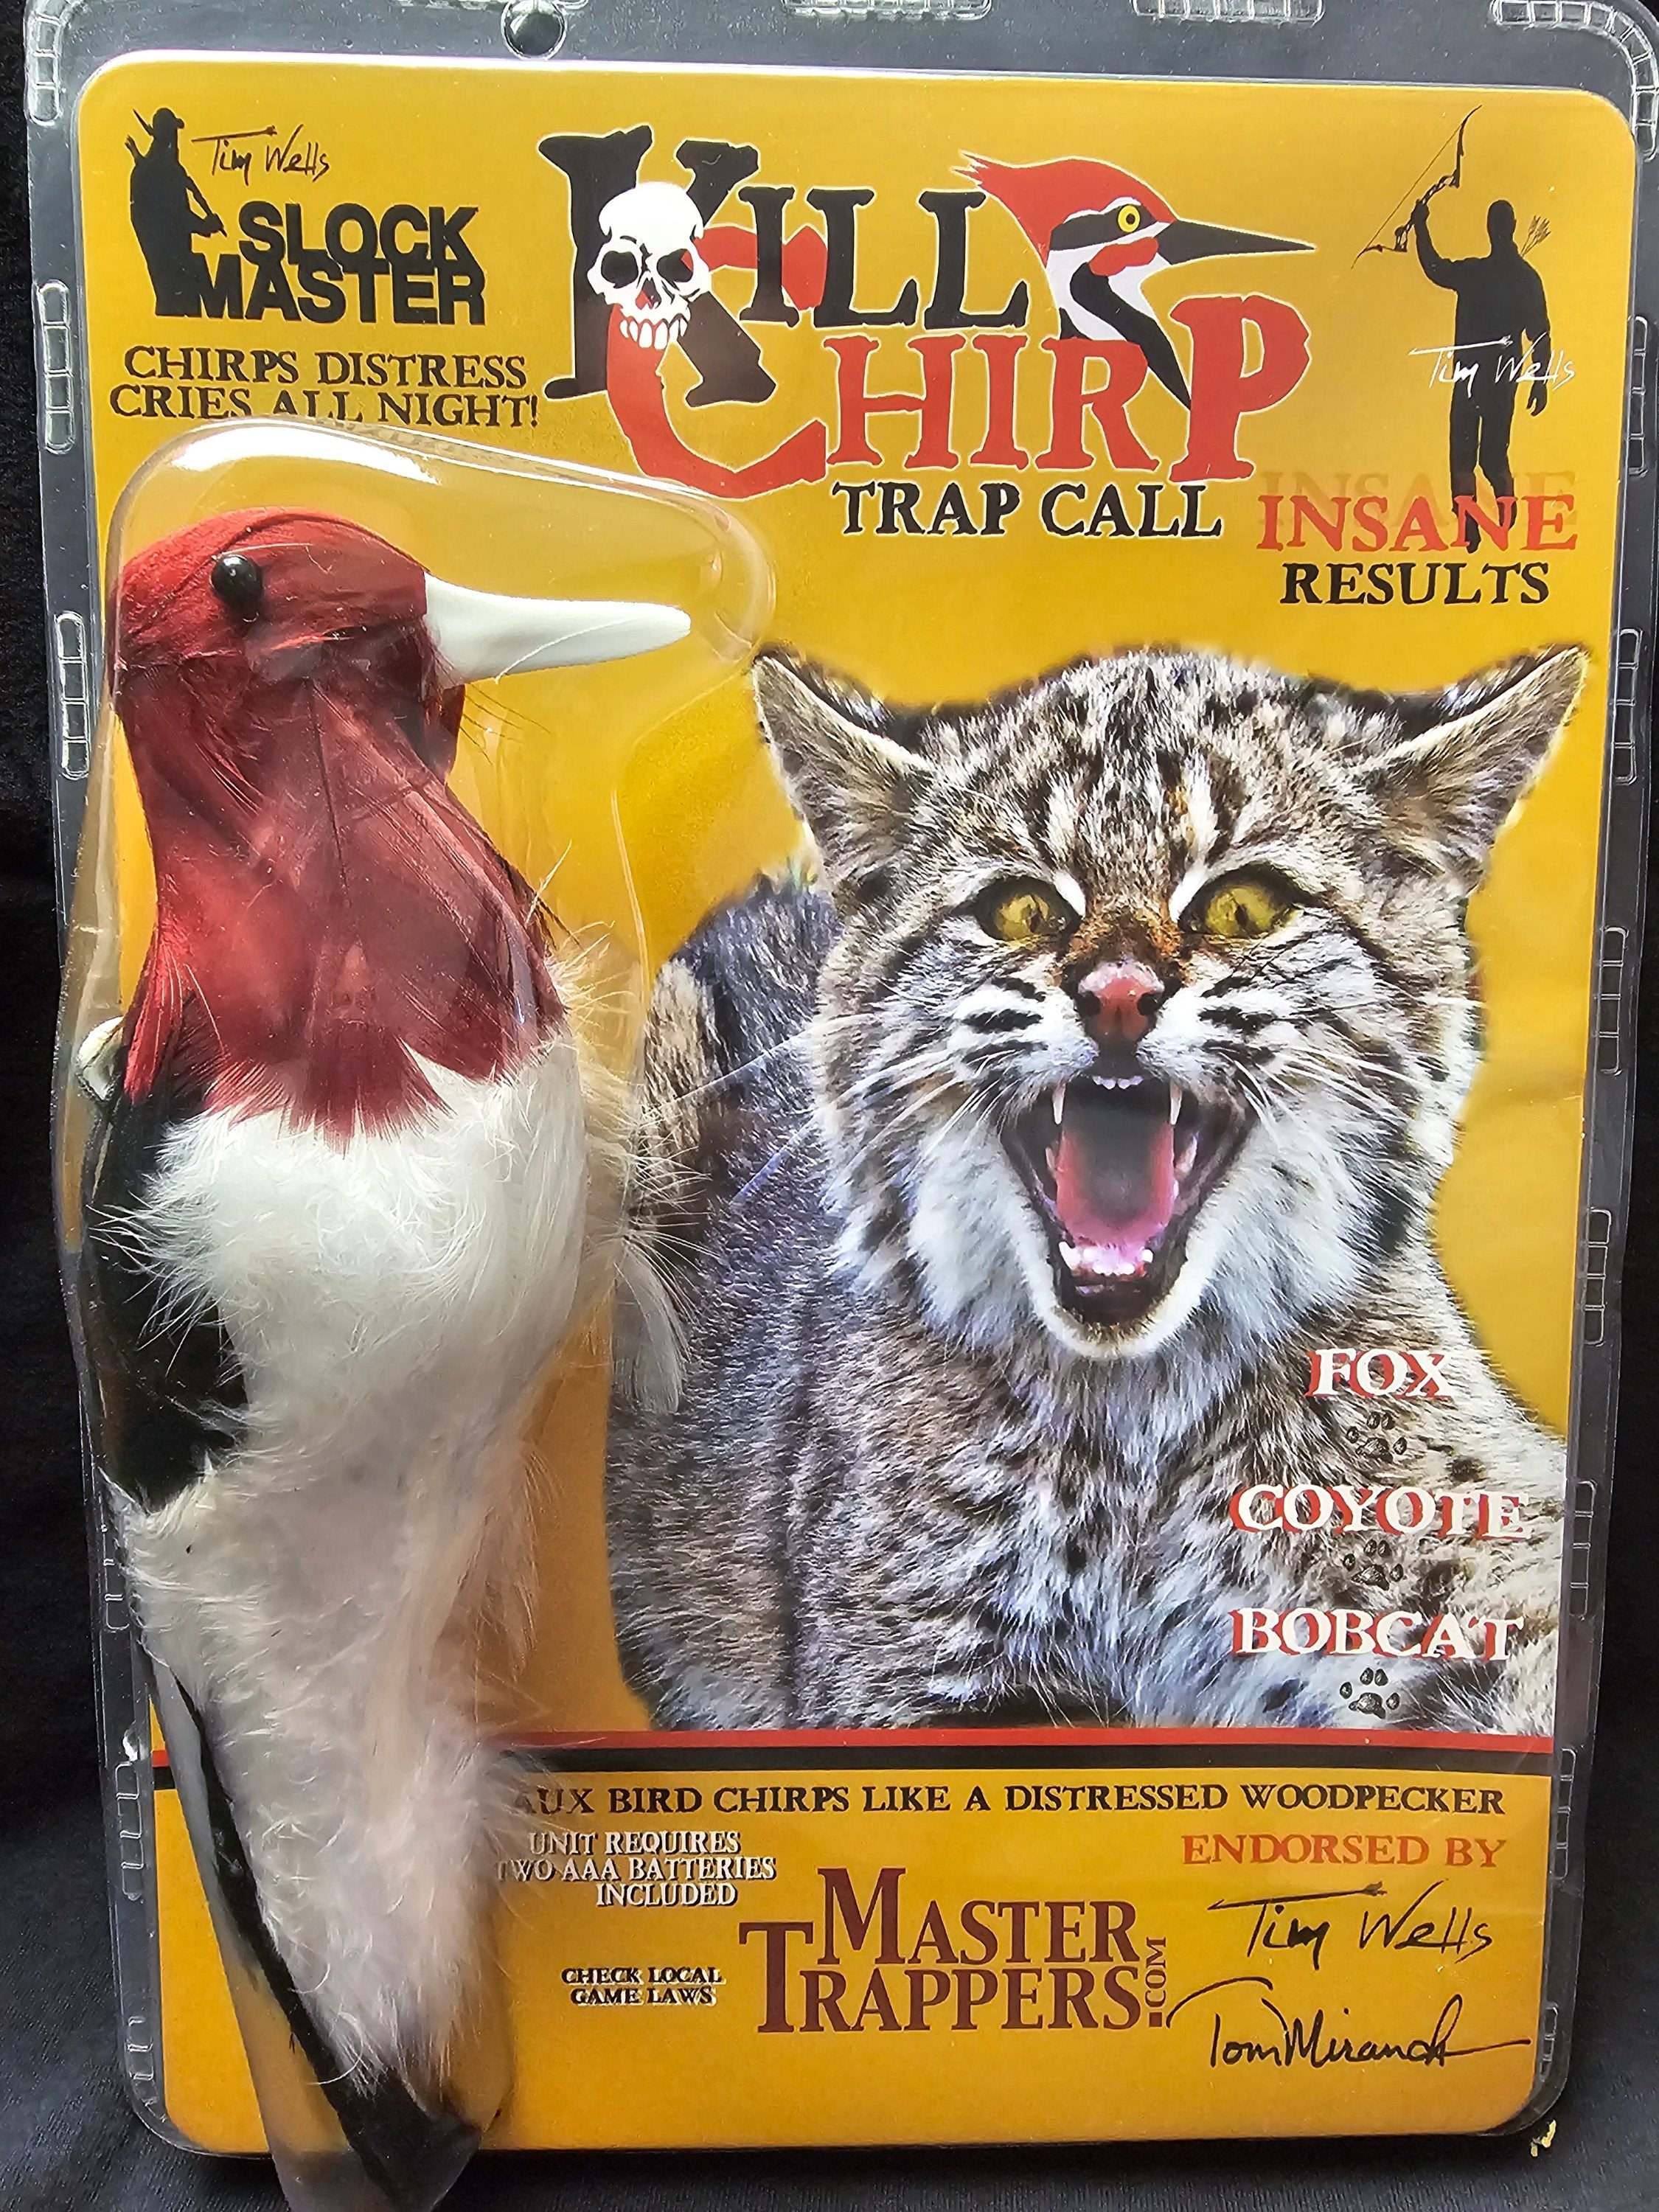 Tim Wells
SLOCK
MASTER
CHIRPS DISTRESS
CRIES ALL NIGHT!
KILL
CHIRP
TRAP CALL
Tim Wells
INSANE
RESULTS
FOX
COYOTE
BOBCAT
AUX BIRD CHIRPS LIKE A DISTRESSED WOODPECKER
UNIT REQUIRES
TWO AAA BATTERIES
INCLUDED
CHECK LOCAL
GAME LAWS
MASTER
TRAPPERS.COM
ENDORSED BY
Tim Wells
Tom Miranda